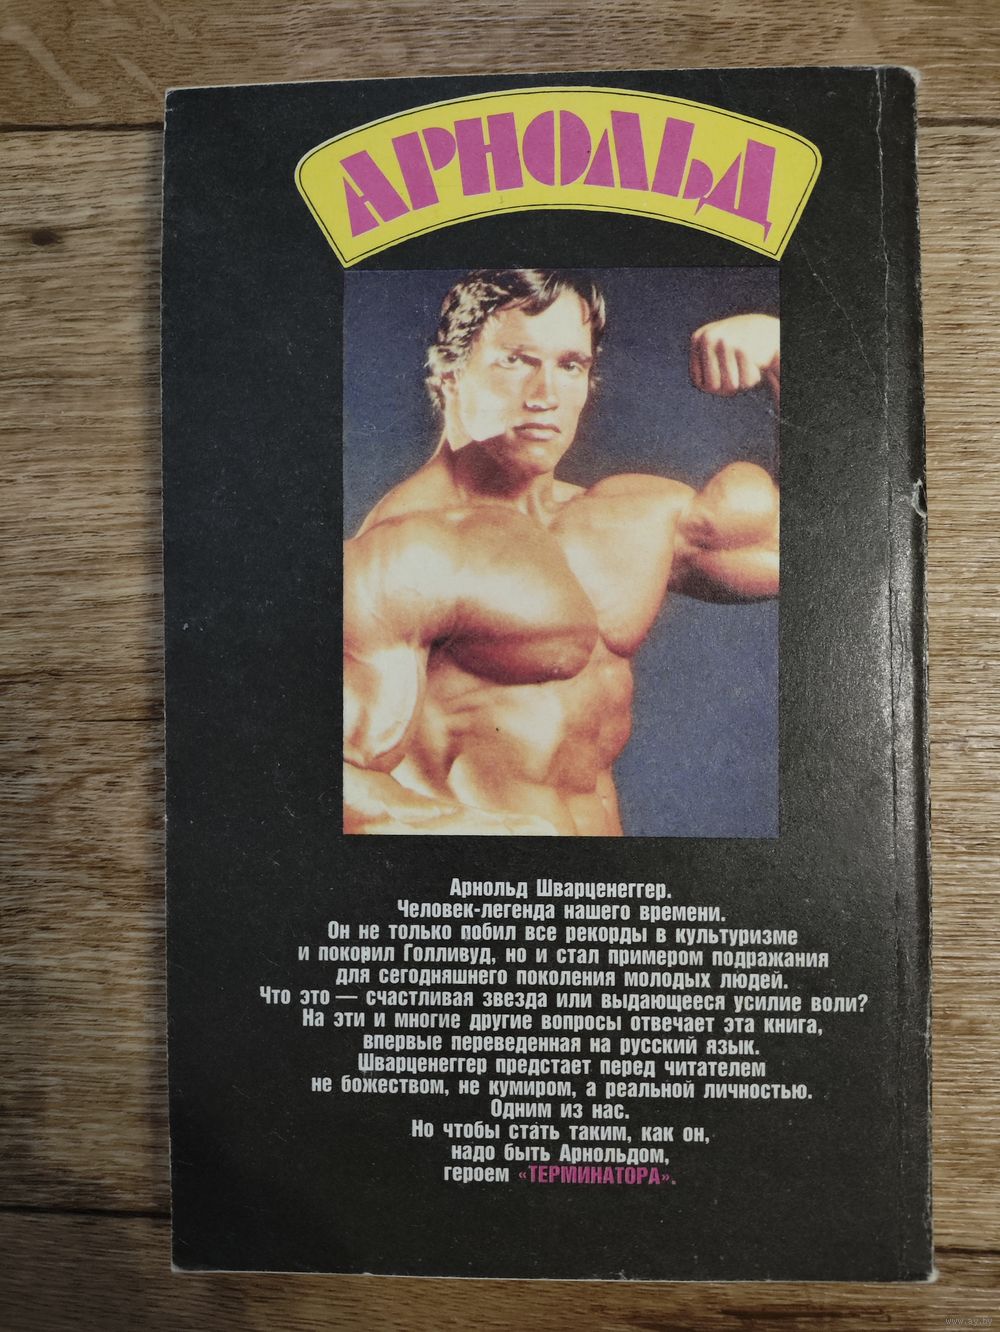 АРНОЛЬД
Арнольд Шварценеггер.
Человек-легенда нашего времени.
Он не только побил все рекорды в культуризме
и покорил Голливуд, но и стал примером подражания
для сегодняшнего поколения молодых людей.
Что это — счастливая звезда или выдающееся усилие воли?
На эти и многие другие вопросы отвечает эта книга,
впервые переведенная на русский язык.
Шварценеггер предстает перед читателем
не божеством, не кумиром, а реальной личностью.
Одним из нас.
Но чтобы стать таким, как он,
надо быть Арнольдом,
героем «ТЕРМИНАТОРА».
www.ay.by